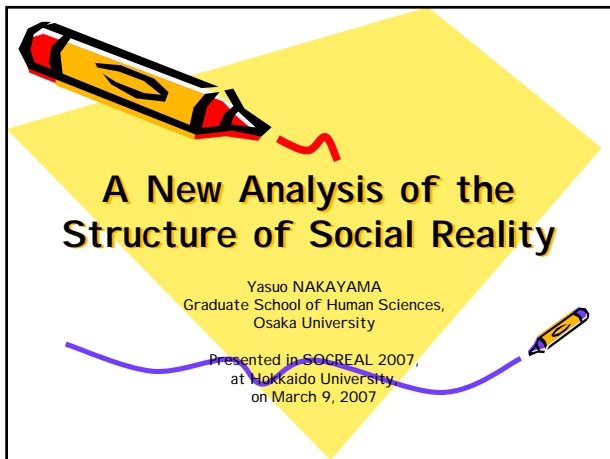 A New Analysis of the
Structure of Social Reality
Yasuo NAKAYAMA
Graduate School of Human Sciences,
Osaka University
Presented in SOCREAL 2007,
at Hokkaido University,
on March 9, 2007